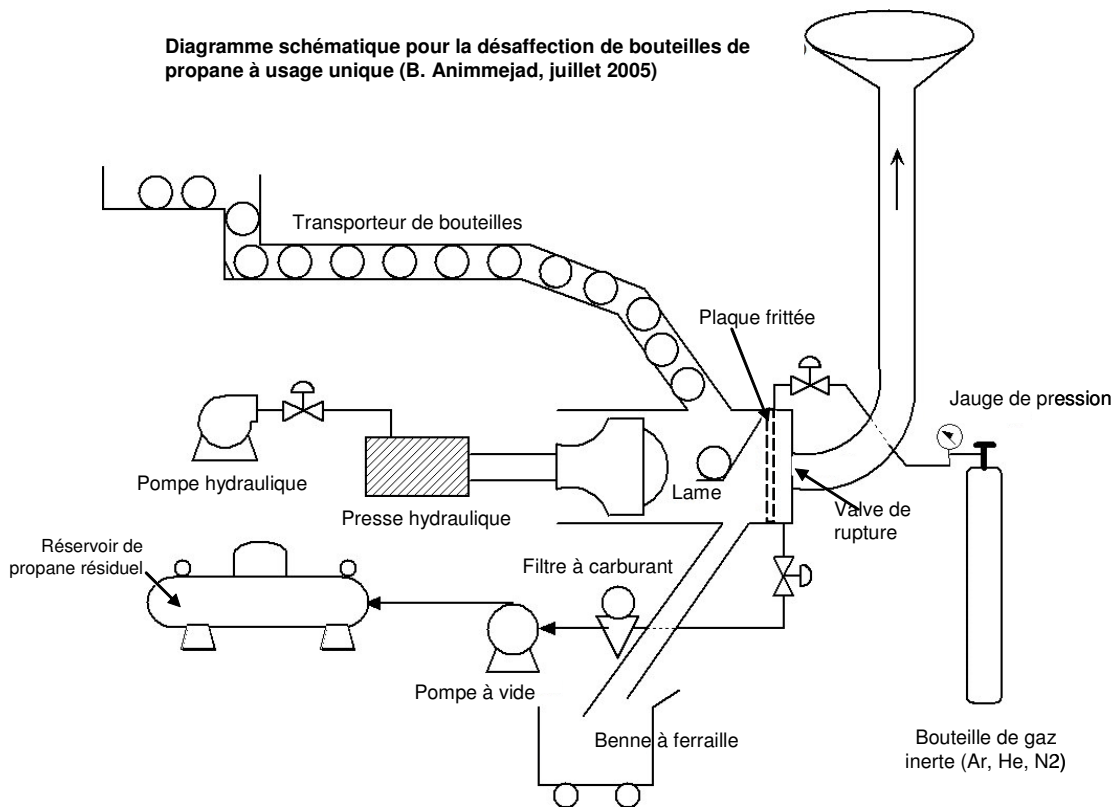 Diagramme schématique pour la désaffection de bouteilles de
propane à usage unique (B. Animmejad, juillet 2005)
Transporteur de bouteilles
Plaque frittée
Jauge de pression
Pompe hydraulique
Presse hydraulique
Lame
Valve de
rupture
Réservoir de
propane résiduel
Filtre à carburant
Pompe à vide
Benne à ferraille
Bouteille de gaz
inerte (Ar, He, N2)